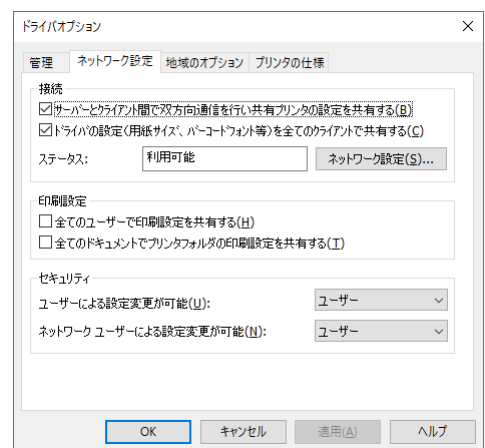 ドライバオプション
管理 ネットワーク設定 地域のオプション プリンタの仕様
接続
サーバーとクライアント間で双方向通信を行い共有プリンタの設定を共有する(B)
ドライバの設定(用紙サイズ、バーコードフォント等)を全てのクライアントで共有する(C)
ステータス: 利用可能 ネットワーク設定(S)...
印刷設定
全てのユーザーで印刷設定を共有する(H)
全てのドキュメントでプリンタフォルダの印刷設定を共有する(T)
セキュリティ
ユーザーによる設定変更が可能(U): ユーザー
ネットワーク ユーザーによる設定変更が可能(N): ユーザー
OK キャンセル 適用(A) ヘルプ